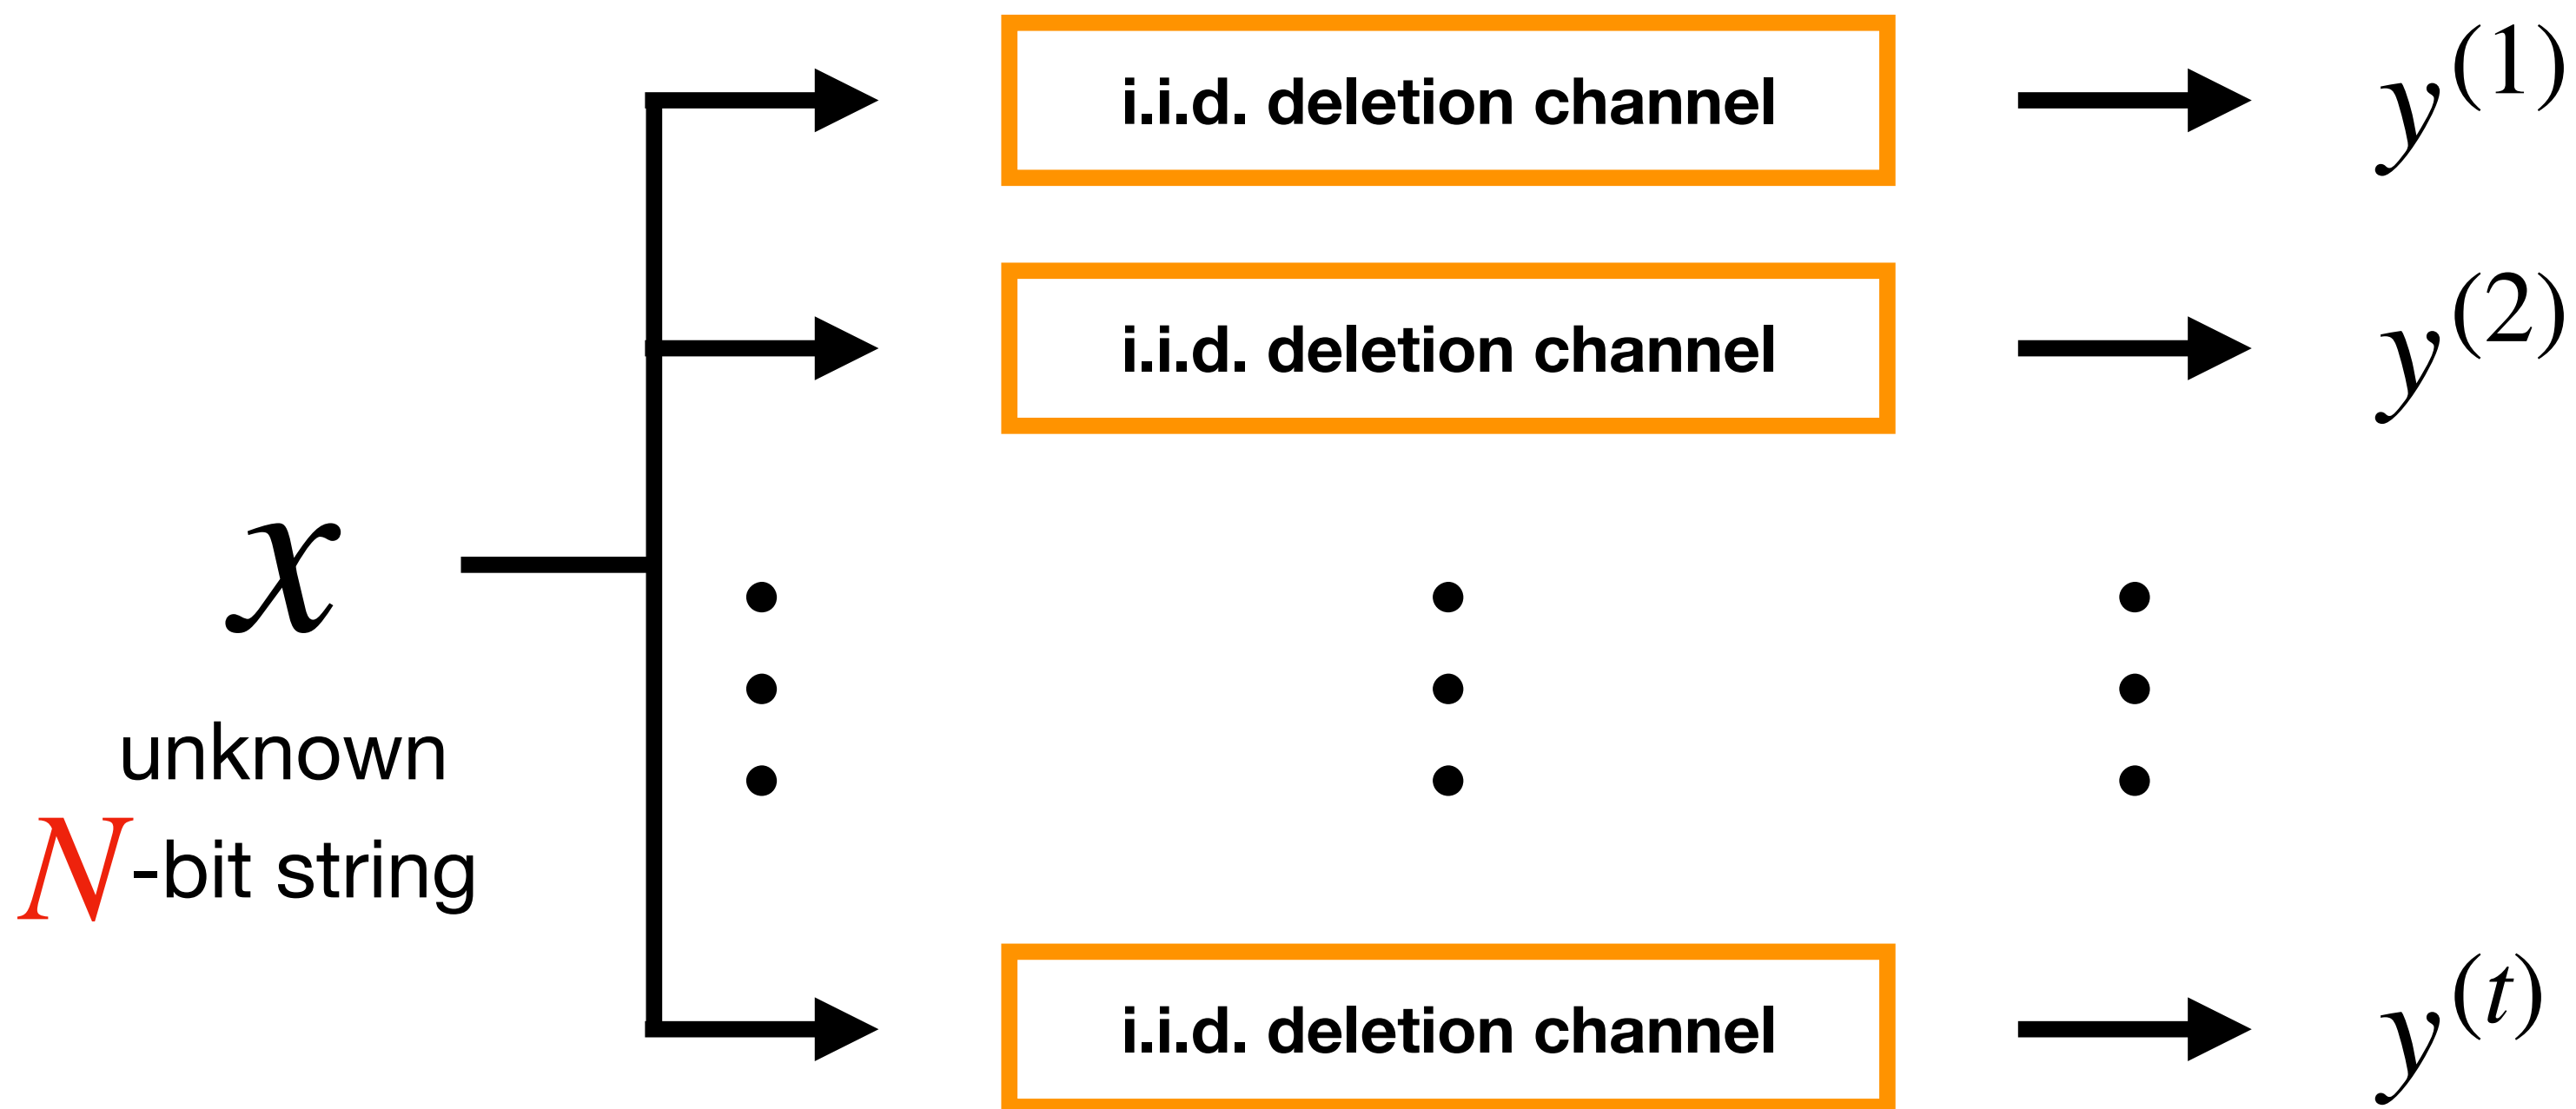 i.i.d. deletion channel
y^(1)
i.i.d. deletion channel
y^(2)
x
unknown
N-bit string
i.i.d. deletion channel
y^(t)